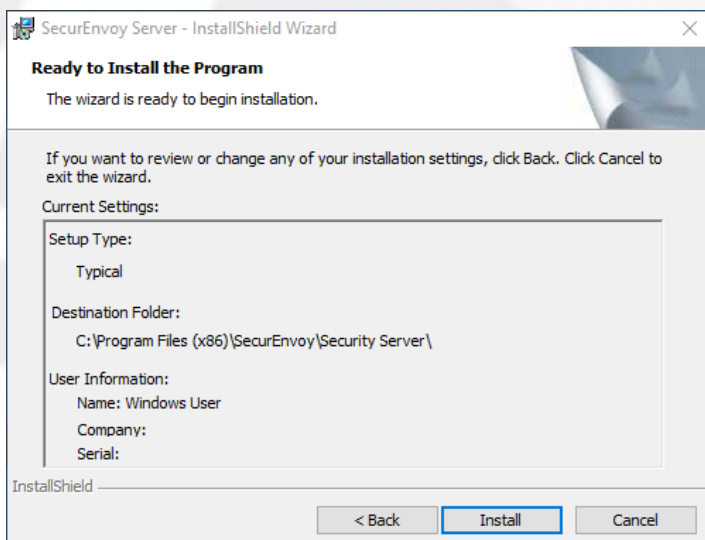 SecurEnvoy Server - InstallShield Wizard
Ready to Install the Program
The wizard is ready to begin installation.
If you want to review or change any of your installation settings, click Back. Click Cancel to
exit the wizard.
Current Settings:
Setup Type:
Typical
Destination Folder:
C:\Program Files (x86)\SecurEnvoy\Security Server\
User Information:
Name: Windows User
Company:
Serial:
InstallShield
< Back
Install
Cancel